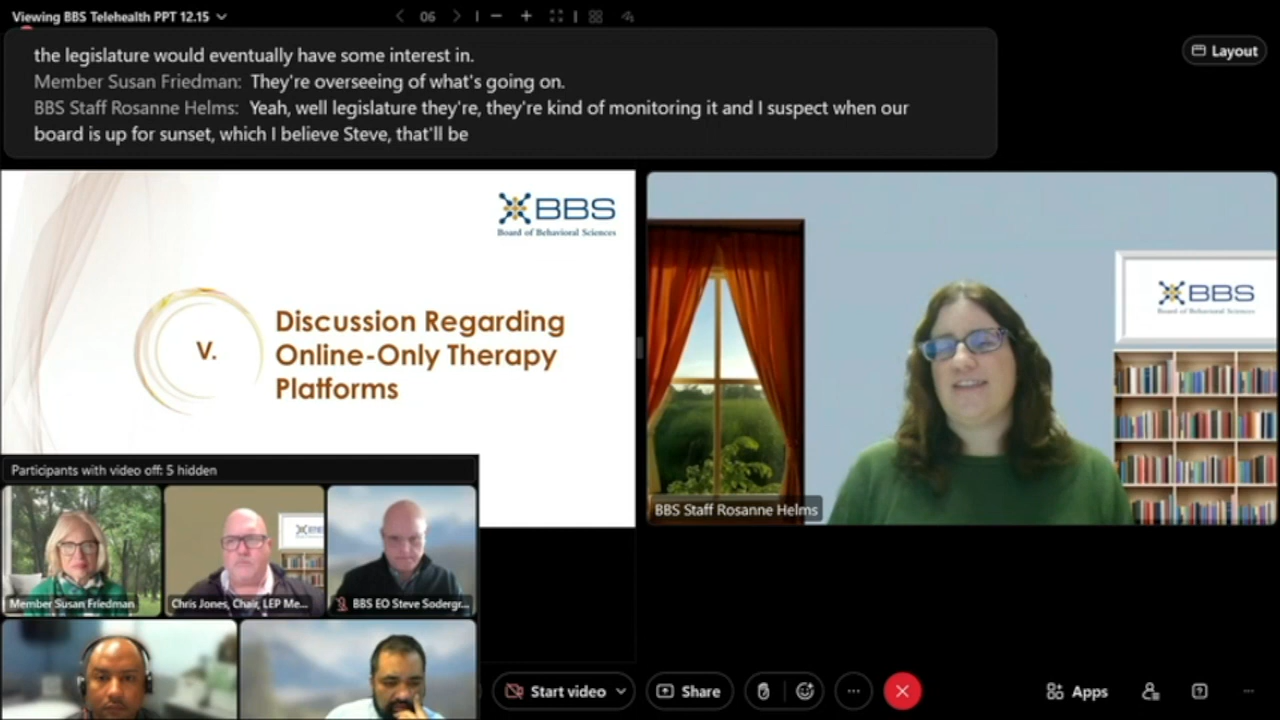 Viewing BBS Telehealth PPT 12.15
06
the legislature would eventually have some interest in.
Member Susan Friedman: They're overseeing of what's going on.
BBS Staff Rosanne Helms: Yeah, well legislature they're, they're kind of monitoring it and I suspect when our
board is up for sunset, which I believe Steve, that'll be
Layout
BBS
Board of Behavioral Sciences
V.
Discussion Regarding
Online-Only Therapy
Platforms
BBS
Board of Behavioral Sciences
BBS Staff Rosanne Helms
Participants with video off: 5 hidden
Member Susan Friedman
Chris Jones, Chair, LEP Me...
BBS EO Steve Sodergr...
Start video
Share
Apps